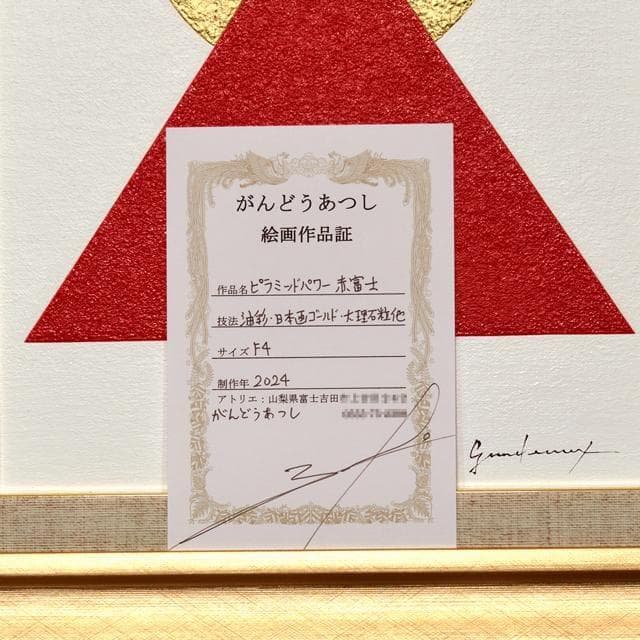 がんどうあつし
絵画作品証
作品名 ピラミッドパワー 赤富士
技法 油彩・日本画ゴールド・大理石粒他
サイズ F4
制作年 2024
アトリエ：山梨県富士吉田
がんどうあつし